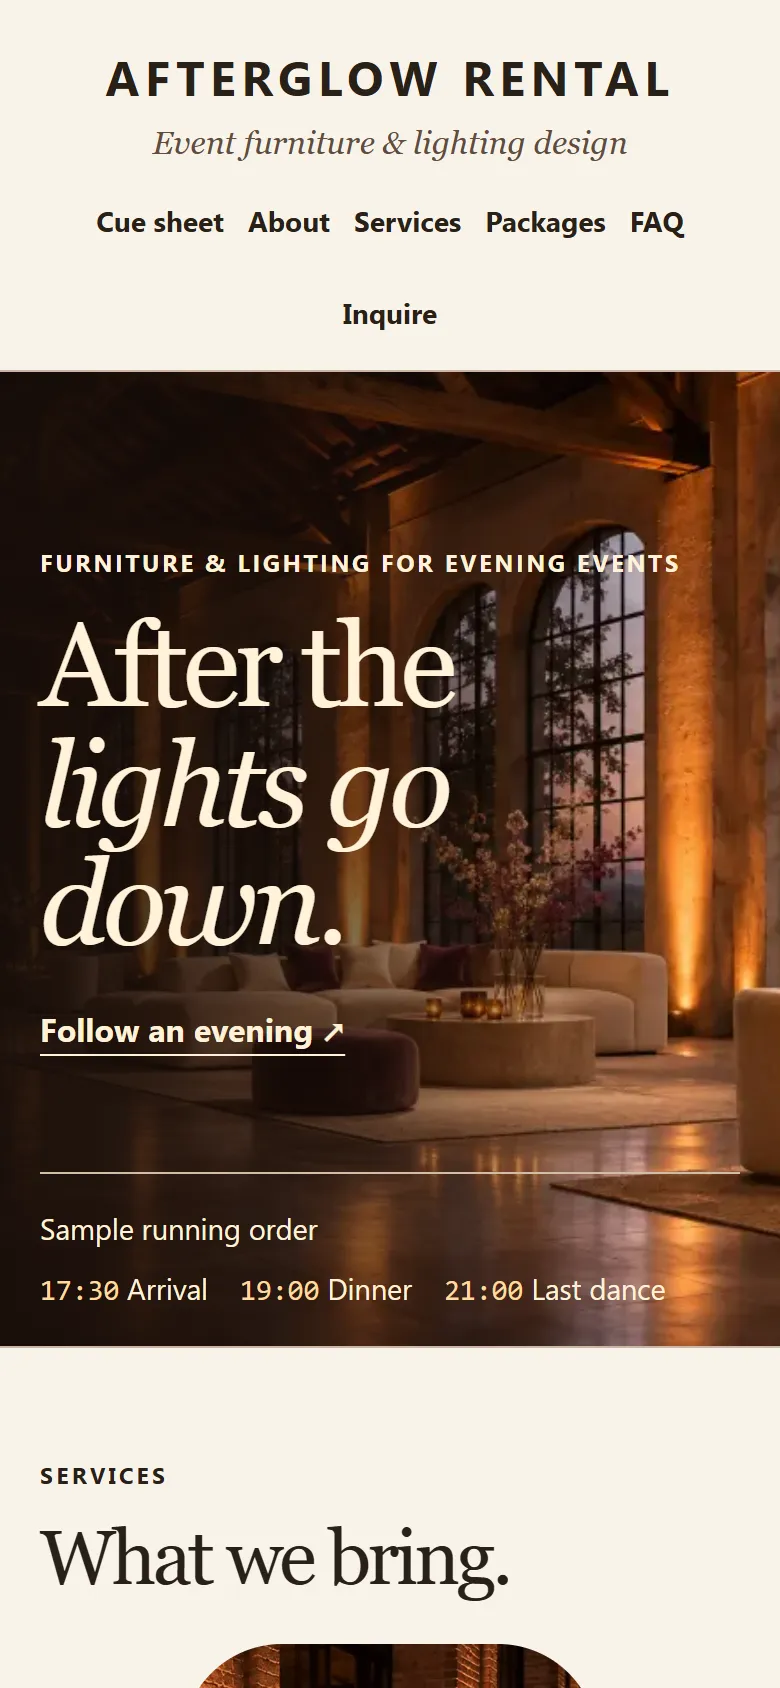 AFTERGLOW RENTAL
Event furniture & lighting design
Cue sheet About Services Packages FAQ
Inquire
FURNITURE & LIGHTING FOR EVENING EVENTS
After the
lights go
down.
Follow an evening ↗
Sample running order
17:30 Arrival 19:00 Dinner 21:00 Last dance
SERVICES
What we bring.